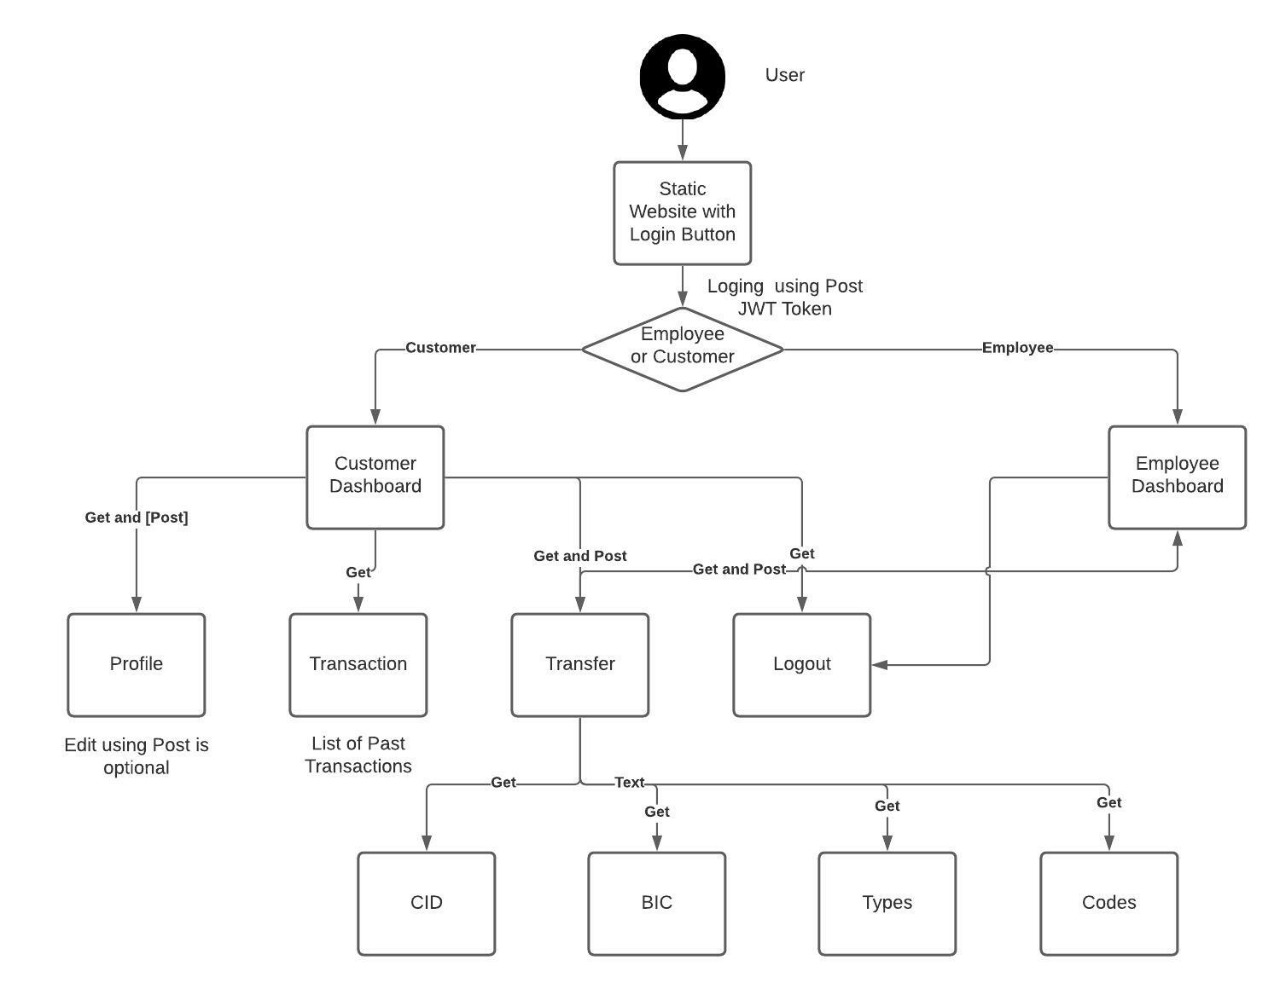 User
Static
Website with
Login Button
Loging  using Post
JWT Token
Employee
or Customer
Customer
Employee
Customer
Dashboard
Employee
Dashboard
Get and [Post]
Get
Get and Post
Get
Get and Post
Profile
Transaction
Transfer
Logout
Edit using Post is
optional
List of Past
Transactions
Get
Text
Get
Get
Get
CID
BIC
Types
Codes